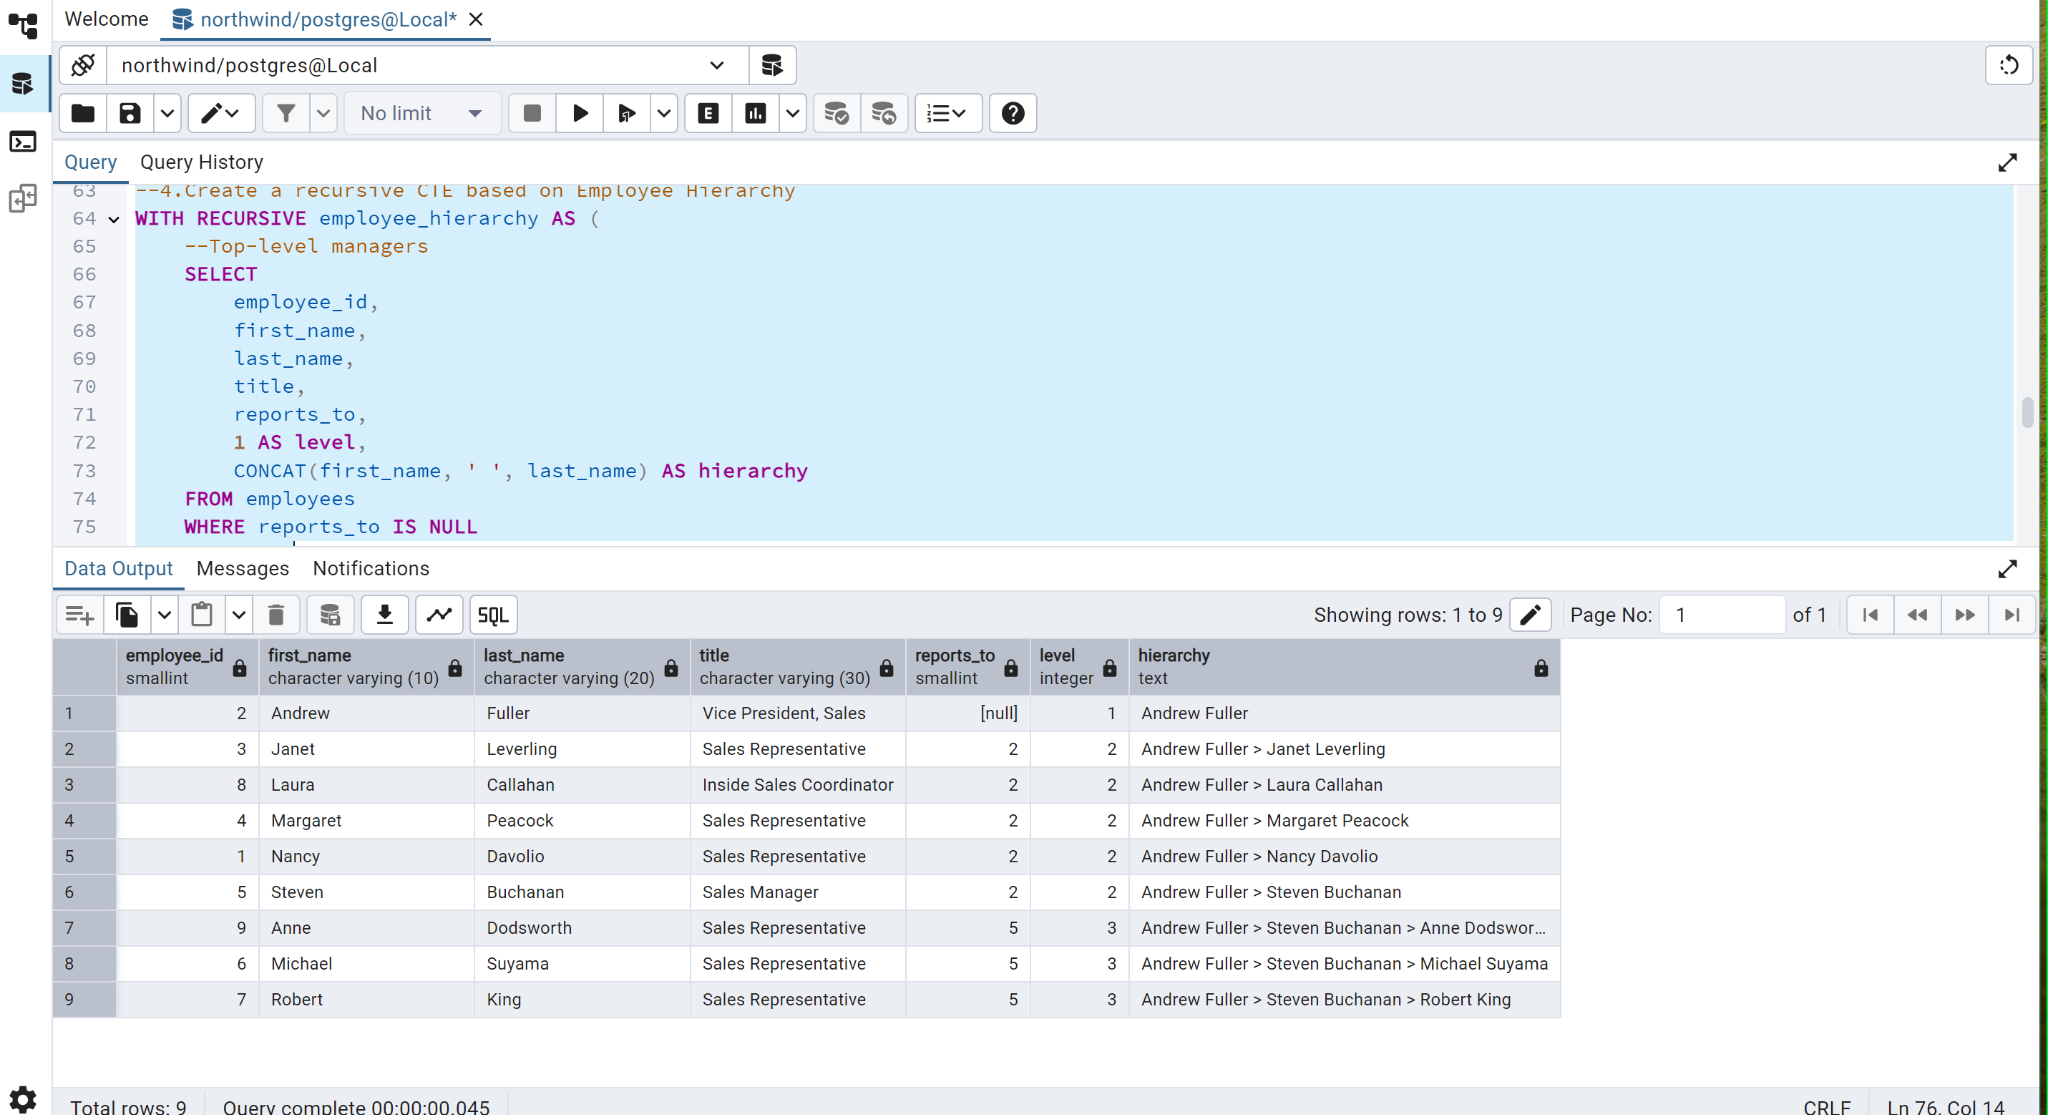 Welcome northwind/postgres@Local*
northwind/postgres@Local
No limit
E
Query Query History
63 --4.Create a recursive CTE based on Employee Hierarchy
64 WITH RECURSIVE employee_hierarchy AS (
65 --Top-level managers
66 SELECT
67 employee_id,
68 first_name,
69 last_name,
70 title,
71 reports_to,
72 1 AS level,
73 CONCAT(first_name, ' ', last_name) AS hierarchy
74 FROM employees
75 WHERE reports_to IS NULL
Data Output Messages Notifications
SQL Showing rows: 1 to 9 Page No: 1 of 1
employee_id first_name last_name title reports_to level hierarchy
smallint character varying (10) character varying (20) character varying (30) smallint integer text
1 2 Andrew Fuller Vice President, Sales [null] 1 Andrew Fuller
2 3 Janet Leverling Sales Representative 2 2 Andrew Fuller > Janet Leverling
3 8 Laura Callahan Inside Sales Coordinator 2 2 Andrew Fuller > Laura Callahan
4 4 Margaret Peacock Sales Representative 2 2 Andrew Fuller > Margaret Peacock
5 1 Nancy Davolio Sales Representative 2 2 Andrew Fuller > Nancy Davolio
6 5 Steven Buchanan Sales Manager 2 2 Andrew Fuller > Steven Buchanan
7 9 Anne Dodsworth Sales Representative 5 3 Andrew Fuller > Steven Buchanan > Anne Dodswor...
8 6 Michael Suyama Sales Representative 5 3 Andrew Fuller > Steven Buchanan > Michael Suyama
9 7 Robert King Sales Representative 5 3 Andrew Fuller > Steven Buchanan > Robert King
Total rows: 9 Query complete 00:00:00.045 CRLF Ln 76, Col 14